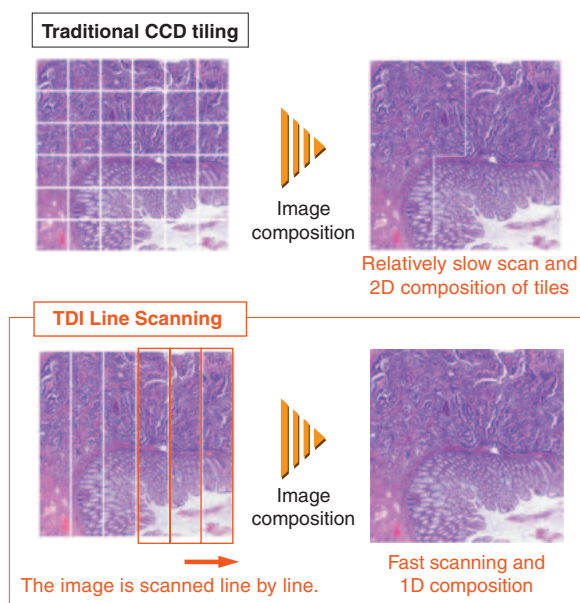 Traditional CCD tiling
Image
composition
Relatively slow scan and
2D composition of tiles
TDI Line Scanning
Image
composition
The image is scanned line by line.
Fast scanning and
1D composition